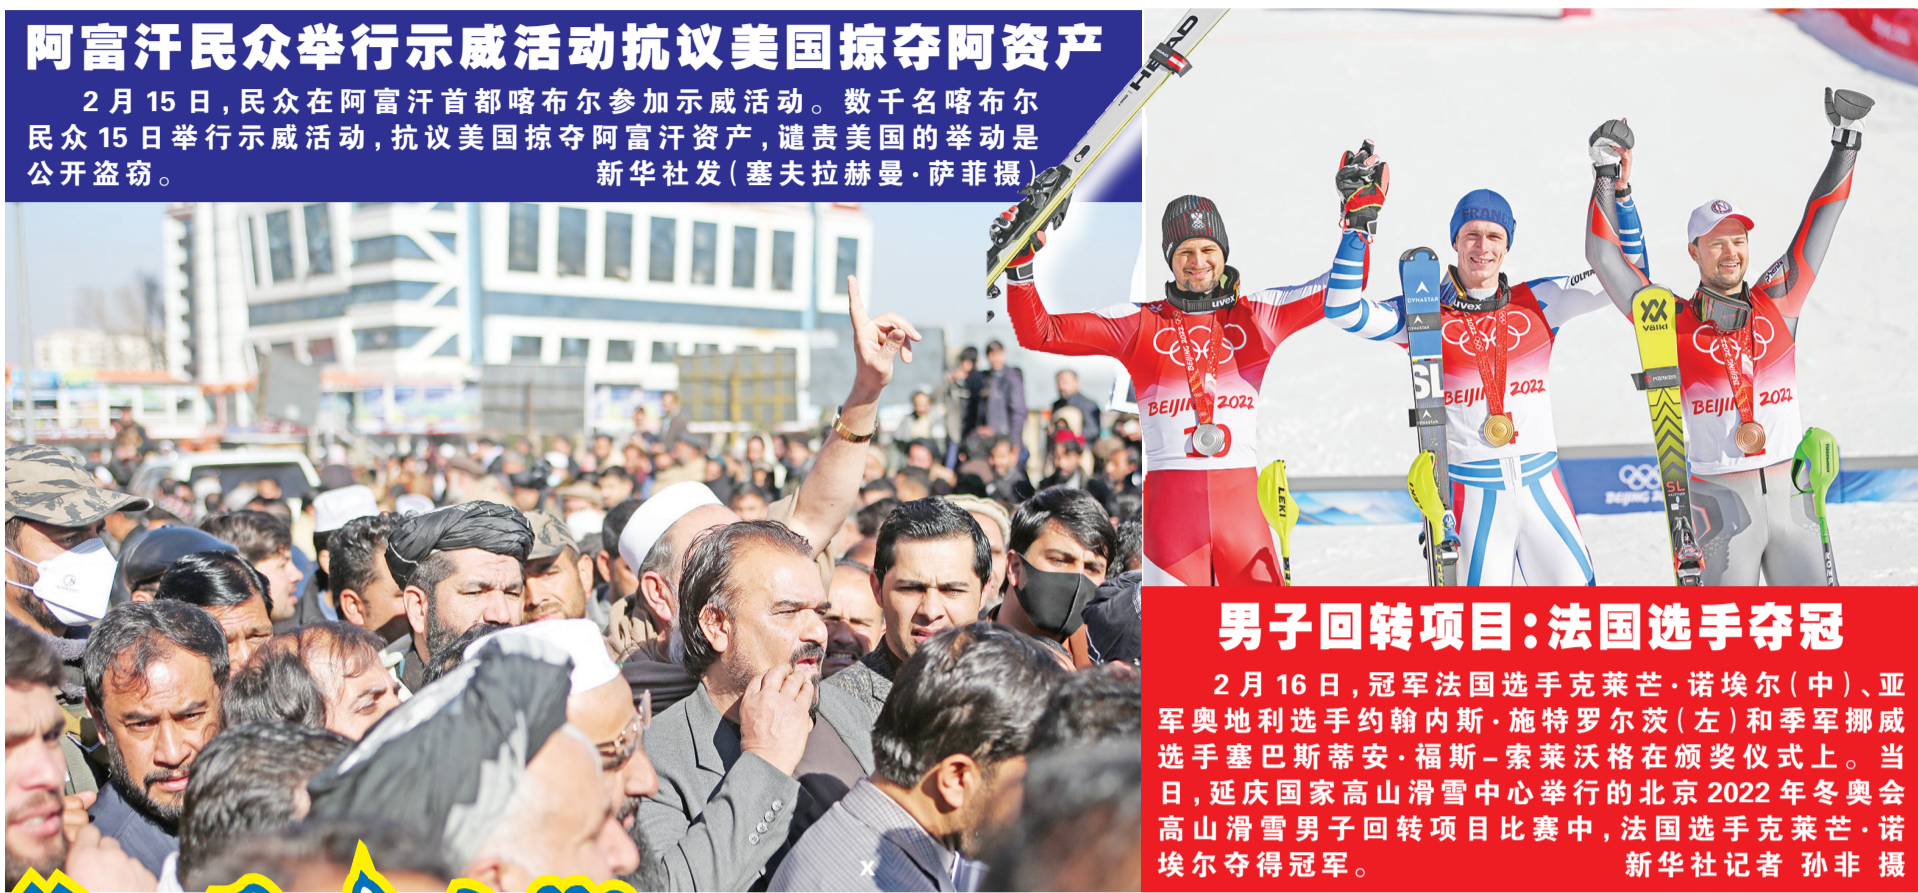 阿富汗民众举行示威活动抗议美国掠夺阿资产
2月15日,民众在阿富汗首都喀布尔参加示威活动。数千名喀布尔
民众15日举行示威活动,抗议美国掠夺阿富汗资产,谴责美国的举动是
公开盗窃。 新华社发(塞夫拉赫曼·萨菲摄)
HEAD
FRANCE
uvex
uvex
COLMAR
DYNASTAR
DYNASTAR
Völkl
BEIJING 2022
BEIJING 2022
BEIJING 2022
SL
MARKER
SL
LEKI
BEIJING 2022
男子回转项目:法国选手夺冠
2月16日,冠军法国选手克莱芒·诺埃尔(中)、亚
军奥地利选手约翰内斯·施特罗尔茨(左)和季军挪威
选手塞巴斯蒂安·福斯-索莱沃格在颁奖仪式上。当
日,延庆国家高山滑雪中心举行的北京2022年冬奥会
高山滑雪男子回转项目比赛中,法国选手克莱芒·诺
埃尔夺得冠军。 新华社记者 孙非 摄
X